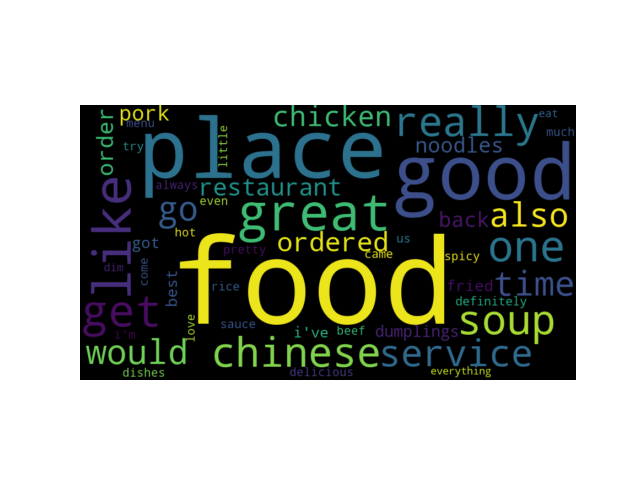 pork
menu
chicken
really
eat
much
order
try
place
little
noodles
good
always
restaurant
like
go
even
great
back
also
hot
got
ordered
us
one
pretty
came
spicy
dim
come
best
food
rice
fried
time
get
definitely
i'm
love
sauce
i've
beef
dumplings
soup
would
chinese
service
dishes
delicious
everything